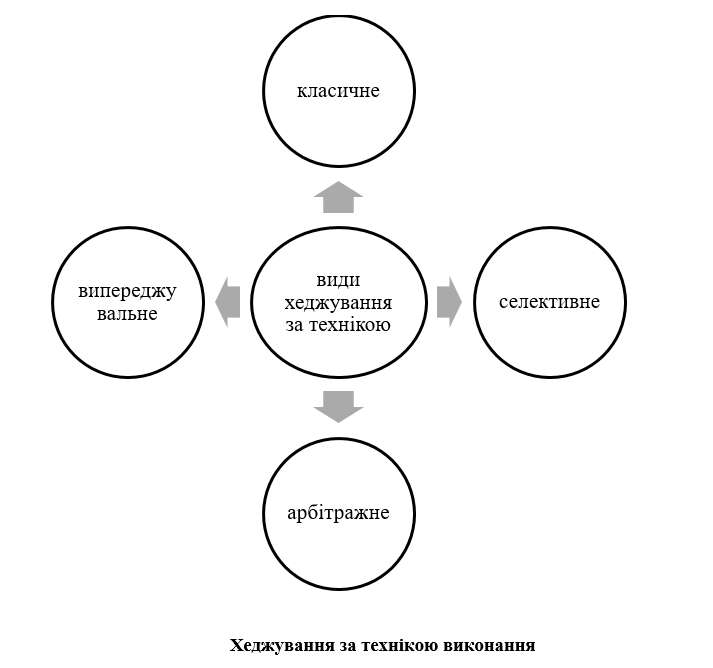 класичне
випереджу
вальне
види
хеджування
за технікою
селективне
арбітражне
Хеджування за технікою виконання